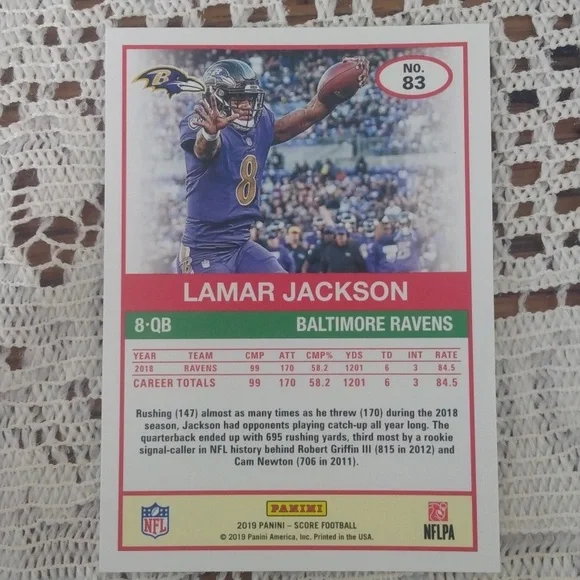 NO.
83
8
LAMAR JACKSON
8·QB BALTIMORE RAVENS
YEAR TEAM CMP ATT CMP% YDS TD INT RATE
2018 RAVENS 99 170 58.2 1201 6 3 84.5
CAREER TOTALS 99 170 58.2 1201 6 3 84.5
Rushing (147) almost as many times as he threw (170) during the 2018
season, Jackson had opponents playing catch-up all year long. The
quarterback ended up with 695 rushing yards, third most by a rookie
signal-caller in NFL history behind Robert Griffin III (815 in 2012) and
Cam Newton (706 in 2011).
NFL
PANINI
2019 PANINI – SCORE FOOTBALL
© 2019 Panini America, Inc. Printed in the USA.
NFLPA